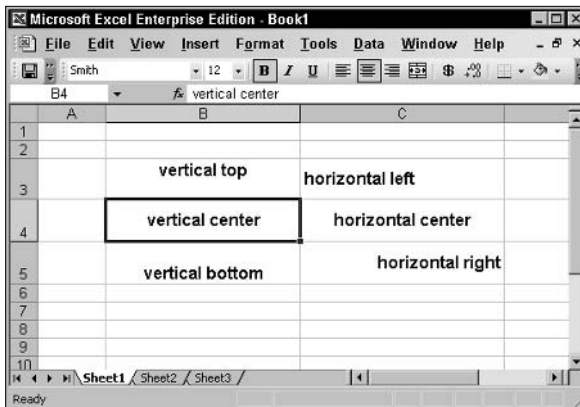 Microsoft Excel Enterprise Edition - Book1
File Edit View Insert Format Tools Data Window Help
Smith 12 B I U $ .00
B4 fx vertical center
A B C
1
2
3 vertical top horizontal left
4 vertical center horizontal center
5 vertical bottom horizontal right
6
7
8
9
10
Sheet1 / Sheet2 / Sheet3 /
Ready